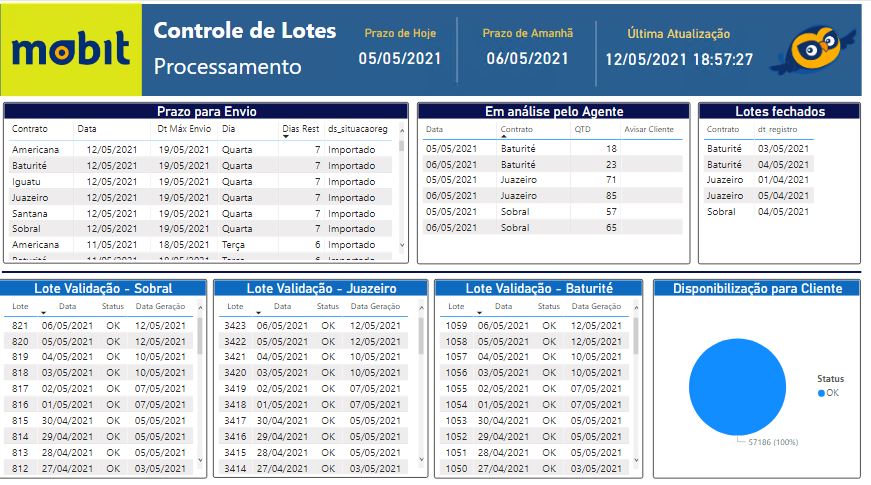 mobit
Controle de Lotes
Processamento
Prazo de Hoje
05/05/2021
Prazo de Amanhã
06/05/2021
Última Atualização
12/05/2021 18:57:27
Prazo para Envio
Contrato Data Dt Máx Envio Dia Dias Rest ds_situacaoreg
Americana 12/05/2021 19/05/2021 Quarta 7 Importado
Baturité 12/05/2021 19/05/2021 Quarta 7 Importado
Iguatu 12/05/2021 19/05/2021 Quarta 7 Importado
Juazeiro 12/05/2021 19/05/2021 Quarta 7 Importado
Santana 12/05/2021 19/05/2021 Quarta 7 Importado
Sobral 12/05/2021 19/05/2021 Quarta 7 Importado
Americana 11/05/2021 18/05/2021 Terça 6 Importado
Baturité 11/05/2021 18/05/2021 Terça 6 Importado
Em análise pelo Agente
Data Contrato QTD Avisar Cliente
05/05/2021 Baturité 18
06/05/2021 Baturité 23
05/05/2021 Juazeiro 71
06/05/2021 Juazeiro 85
05/05/2021 Sobral 57
06/05/2021 Sobral 65
Lotes fechados
Contrato dt_registro
Baturité 03/05/2021
Baturité 04/05/2021
Juazeiro 01/04/2021
Juazeiro 05/04/2021
Sobral 04/05/2021
Lote Validação - Sobral
Lote Data Status Data Geração
821 06/05/2021 OK 12/05/2021
820 05/05/2021 OK 12/05/2021
819 04/05/2021 OK 10/05/2021
818 03/05/2021 OK 10/05/2021
817 02/05/2021 OK 07/05/2021
816 01/05/2021 OK 07/05/2021
815 30/04/2021 OK 05/05/2021
814 29/04/2021 OK 05/05/2021
813 28/04/2021 OK 05/05/2021
812 27/04/2021 OK 03/05/2021
Lote Validação - Juazeiro
Lote Data Status Data Geração
3423 06/05/2021 OK 12/05/2021
3422 05/05/2021 OK 12/05/2021
3421 04/05/2021 OK 10/05/2021
3420 03/05/2021 OK 10/05/2021
3419 02/05/2021 OK 07/05/2021
3418 01/05/2021 OK 07/05/2021
3417 30/04/2021 OK 05/05/2021
3416 29/04/2021 OK 05/05/2021
3415 28/04/2021 OK 05/05/2021
3414 27/04/2021 OK 03/05/2021
Lote Validação - Baturité
Lote Data Status Data Geração
1059 06/05/2021 OK 12/05/2021
1058 05/05/2021 OK 12/05/2021
1057 04/05/2021 OK 10/05/2021
1056 03/05/2021 OK 10/05/2021
1055 02/05/2021 OK 07/05/2021
1054 01/05/2021 OK 07/05/2021
1053 30/04/2021 OK 05/05/2021
1052 29/04/2021 OK 05/05/2021
1051 28/04/2021 OK 05/05/2021
1050 27/04/2021 OK 03/05/2021
Disponibilização para Cliente
Status
OK
57186 (100%)